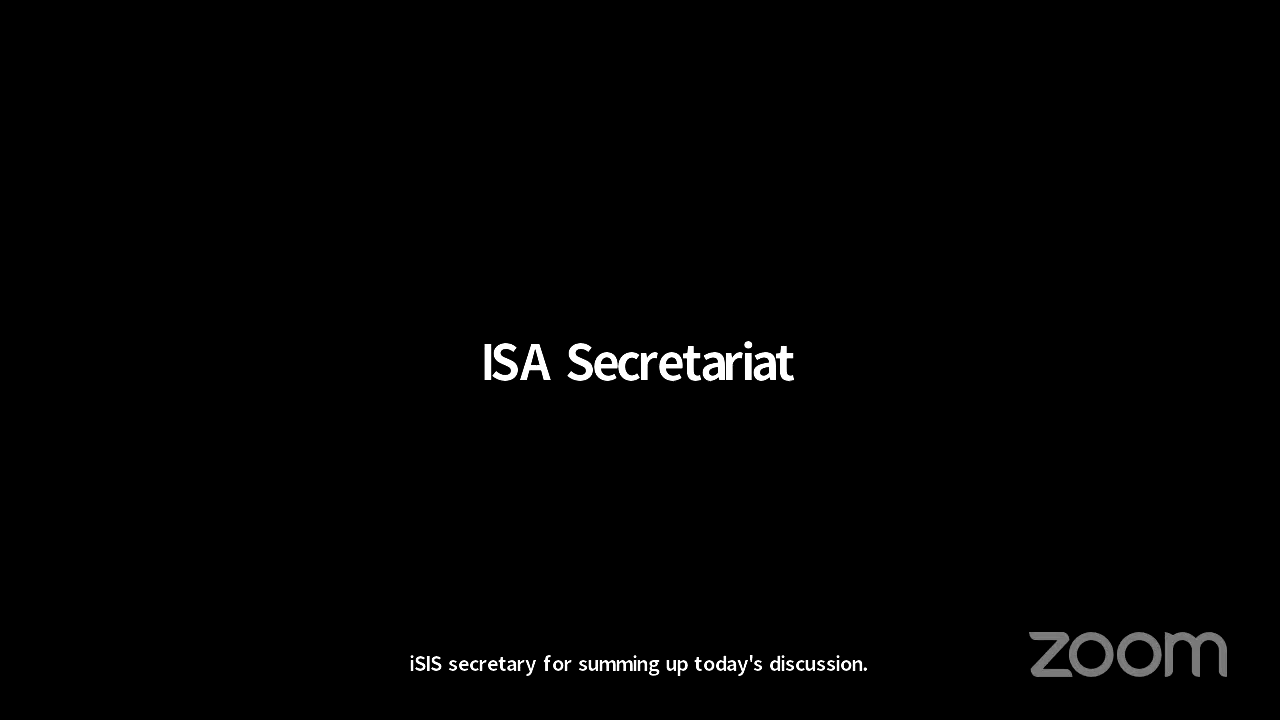 ISA Secretariat
iSIS secretary for summing up today's discussion.
zoom